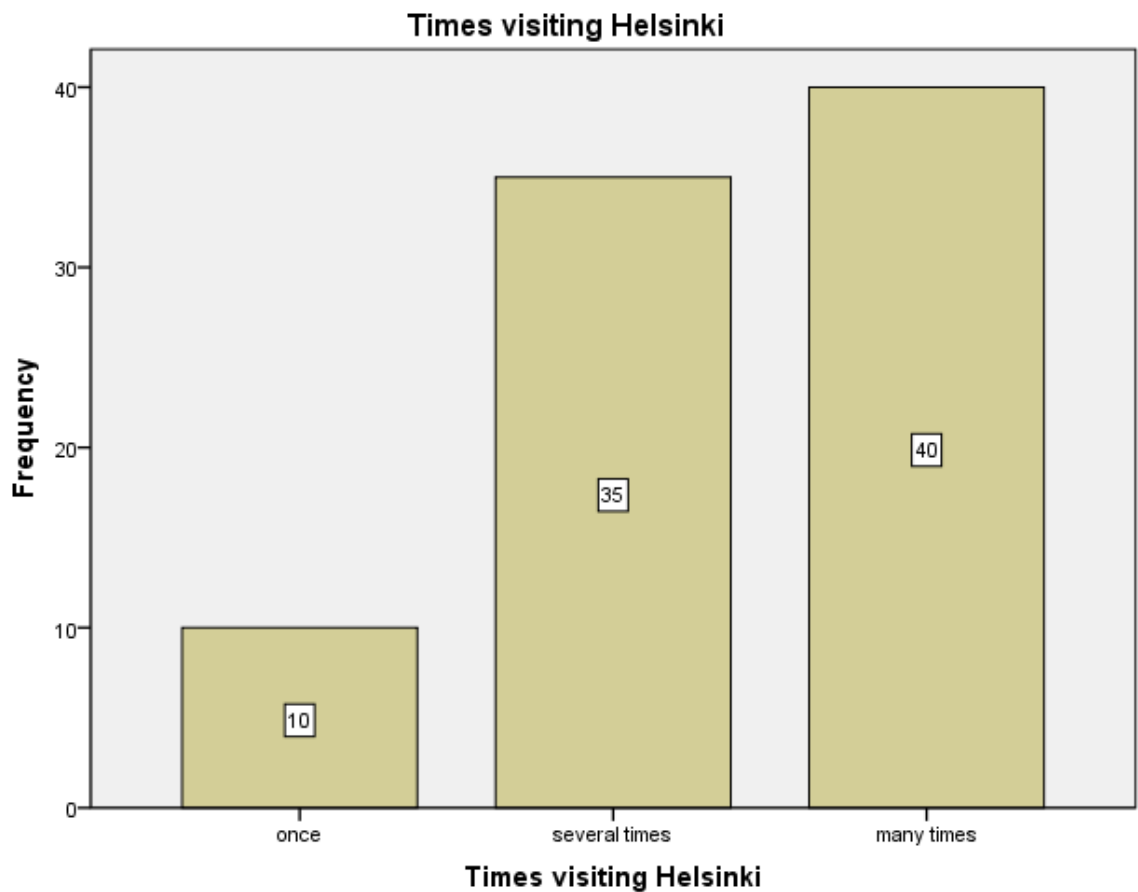 Times visiting Helsinki
40
30
20
10
0
Frequency
10
35
40
once
several times
many times
Times visiting Helsinki